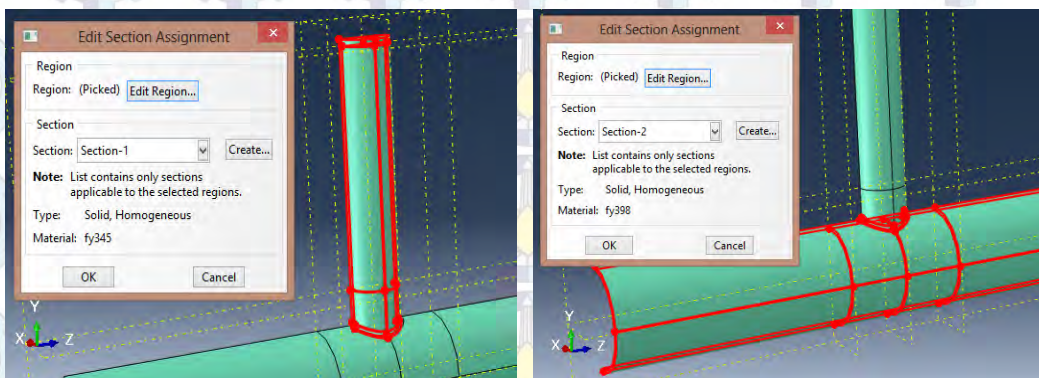 Edit Section Assignment
Region
Region: (Picked) Edit Region...
Section
Section: Section-1 Create...
Note: List contains only sections
applicable to the selected regions.
Type: Solid, Homogeneous
Material: fy345
OK Cancel
Y
X Z
Edit Section Assignment
Region
Region: (Picked) Edit Region...
Section
Section: Section-2 Create...
Note: List contains only sections
applicable to the selected regions.
Type: Solid, Homogeneous
Material: fy398
OK Cancel
Y
X Z